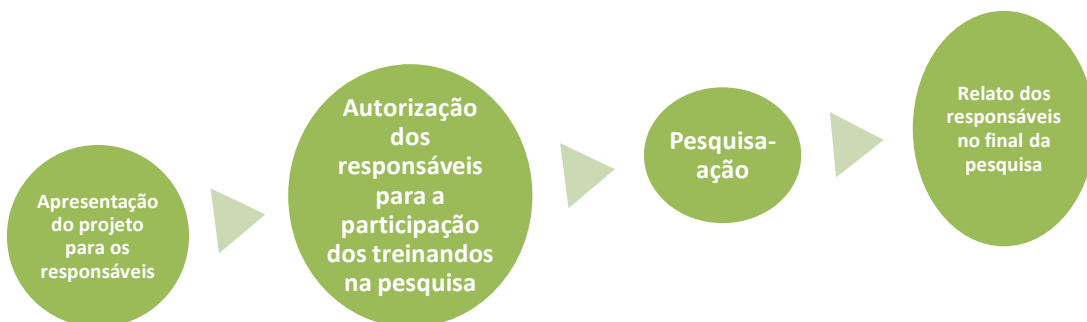 Apresentação
do projeto
para os
responsáveis
Autorização
dos
responsáveis
para a
participação
dos treinandos
na pesquisa
Pesquisa-
ação
Relato dos
responsáveis
no final da
pesquisa